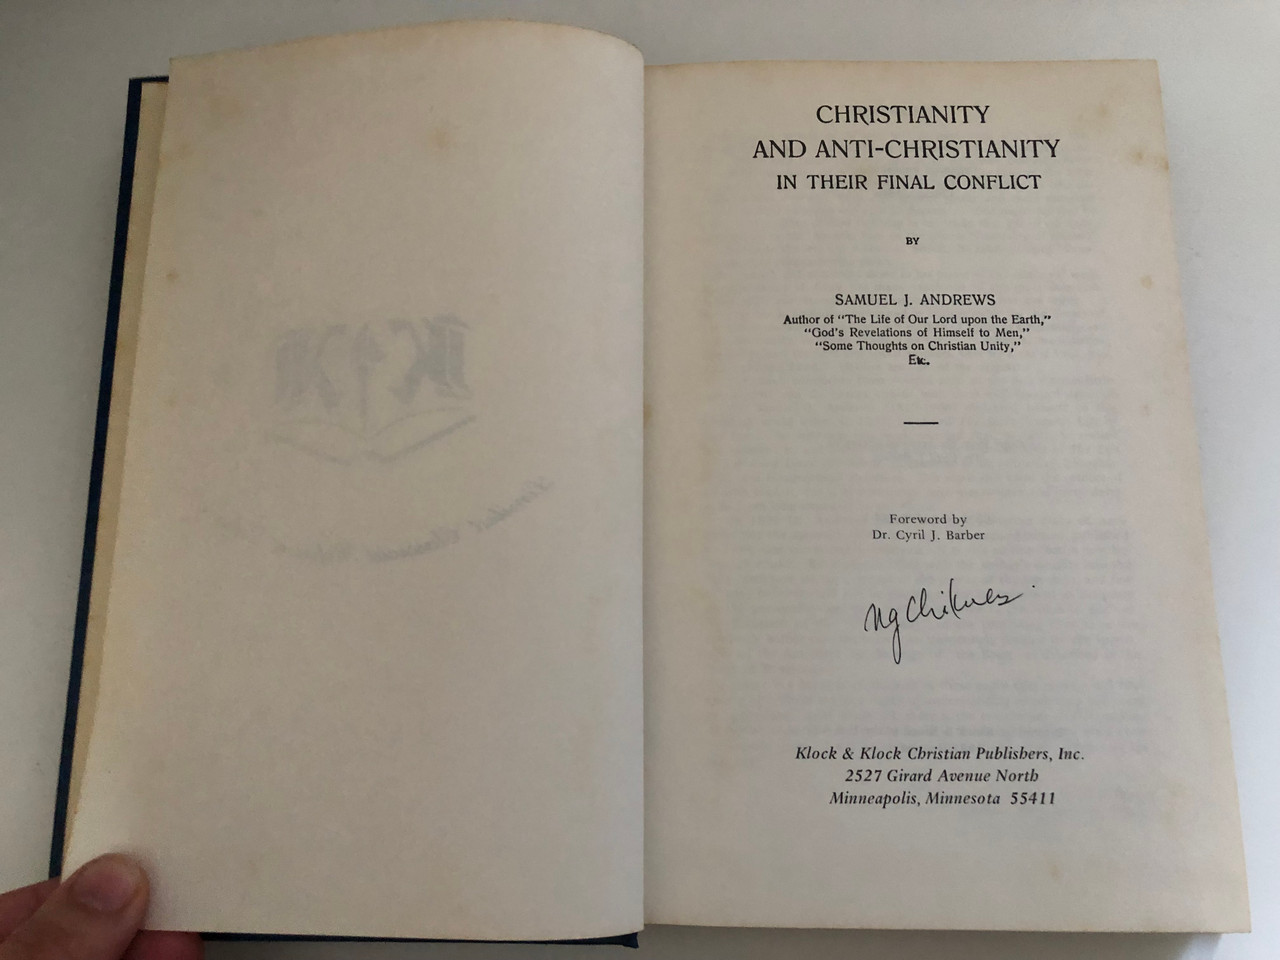 CHRISTIANITY
AND ANTI-CHRISTIANITY
IN THEIR FINAL CONFLICT
BY
SAMUEL J. ANDREWS
Author of "The Life of Our Lord upon the Earth,"
"God's Revelations of Himself to Men,"
"Some Thoughts on Christian Unity,"
Etc.
Foreword by
Dr. Cyril J. Barber
Klock & Klock Christian Publishers, Inc.
2527 Girard Avenue North
Minneapolis, Minnesota 55411